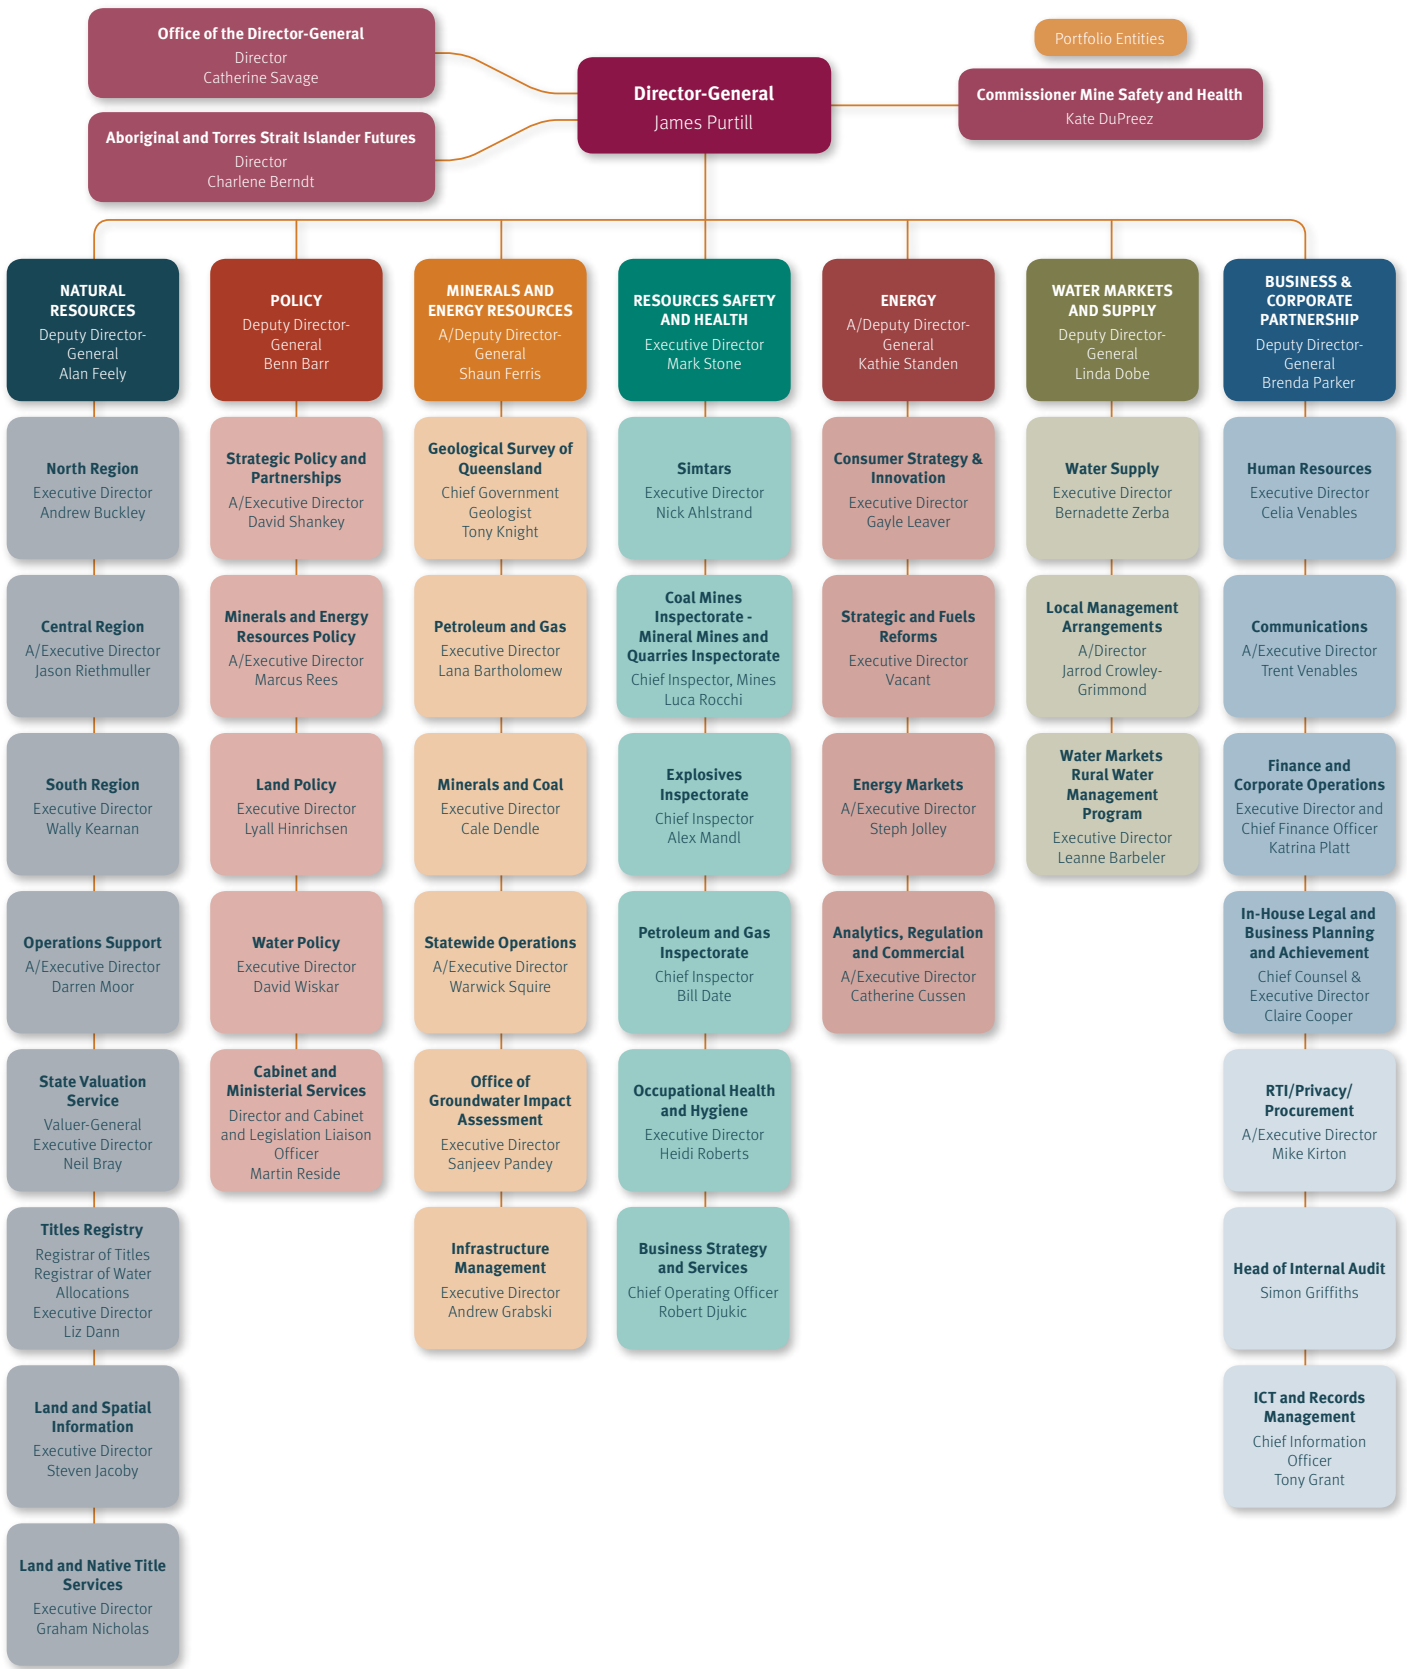 Office of the Director-General
Director
Catherine Savage
Aboriginal and Torres Strait Islander Futures
Director
Charlene Berndt
Director-General
James Purtill
Portfolio Entities
Commissioner Mine Safety and Health
Kate DuPreez
NATURAL
RESOURCES
Deputy Director-
General
Alan Feely
North Region
Executive Director
Andrew Buckley
Central Region
A/Executive Director
Jason Riethmuller
South Region
Executive Director
Wally Kearnan
Operations Support
A/Executive Director
Darren Moor
State Valuation
Service
Valuer-General
Executive Director
Neil Bray
Titles Registry
Registrar of Titles
Registrar of Water
Allocations
Executive Director
Liz Dann
Land and Spatial
Information
Executive Director
Steven Jacoby
Land and Native Title
Services
Executive Director
Graham Nicholas
POLICY
Deputy Director-
General
Benn Barr
Strategic Policy and
Partnerships
A/Executive Director
David Shankey
Minerals and Energy
Resources Policy
A/Executive Director
Marcus Rees
Land Policy
Executive Director
Lyall Hinrichsen
Water Policy
Executive Director
David Wiskar
Cabinet and
Ministerial Services
Director and Cabinet
and Legislation Liaison
Officer
Martin Reside
MINERALS AND
ENERGY RESOURCES
A/Deputy Director-
General
Shaun Ferris
Geological Survey of
Queensland
Chief Government
Geologist
Tony Knight
Petroleum and Gas
Executive Director
Lana Bartholomew
Minerals and Coal
Executive Director
Cale Dendle
Statewide Operations
A/Executive Director
Warwick Squire
Office of
Groundwater Impact
Assessment
Executive Director
Sanjeev Pandey
Infrastructure
Management
Executive Director
Andrew Grabski
RESOURCES SAFETY
AND HEALTH
Executive Director
Mark Stone
Simtars
Executive Director
Nick Ahlstrand
Coal Mines
Inspectorate -
Mineral Mines and
Quarries Inspectorate
Chief Inspector, Mines
Luca Rocchi
Explosives
Inspectorate
Chief Inspector
Alex Mandl
Petroleum and Gas
Inspectorate
Chief Inspector
Bill Date
Occupational Health
and Hygiene
Executive Director
Heidi Roberts
Business Strategy
and Services
Chief Operating Officer
Robert Djukic
ENERGY
A/Deputy Director-
General
Kathie Standen
Consumer Strategy &
Innovation
Executive Director
Gayle Leaver
Strategic and Fuels
Reforms
Executive Director
Vacant
Energy Markets
A/Executive Director
Steph Jolley
Analytics, Regulation
and Commercial
A/Executive Director
Catherine Cussen
WATER MARKETS
AND SUPPLY
Deputy Director-
General
Linda Dobe
Water Supply
Executive Director
Bernadette Zerba
Local Management
Arrangements
A/Director
Jarrod Crowley-
Grimmond
Water Markets
Rural Water
Management
Program
Executive Director
Leanne Barbeler
BUSINESS &
CORPORATE
PARTNERSHIP
Deputy Director-
General
Brenda Parker
Human Resources
Executive Director
Celia Venables
Communications
A/Executive Director
Trent Venables
Finance and
Corporate Operations
Executive Director and
Chief Finance Officer
Katrina Platt
In-House Legal and
Business Planning
and Achievement
Chief Counsel &
Executive Director
Claire Cooper
RTI/Privacy/
Procurement
A/Executive Director
Mike Kirton
Head of Internal Audit
Simon Griffiths
ICT and Records
Management
Chief Information
Officer
Tony Grant